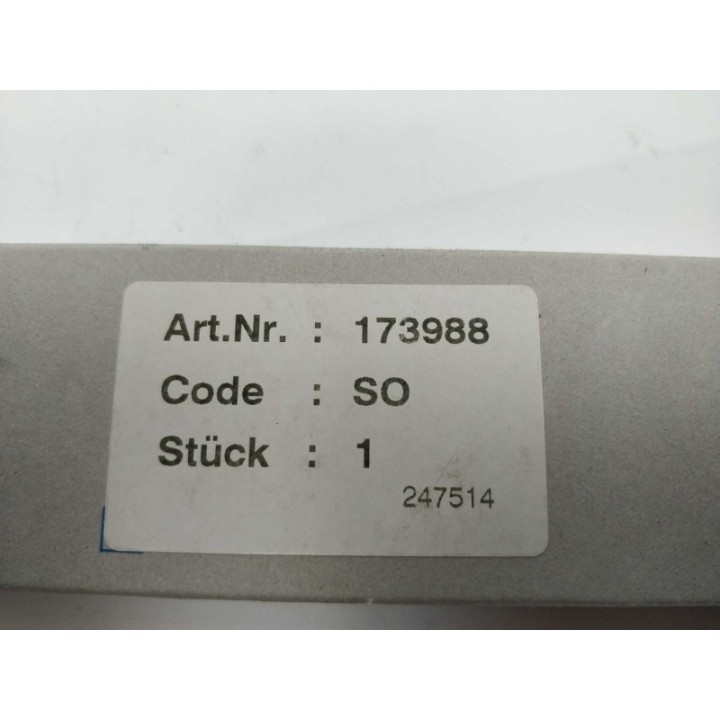 Art.Nr. : 173988
Code : SO
Stück : 1
247514